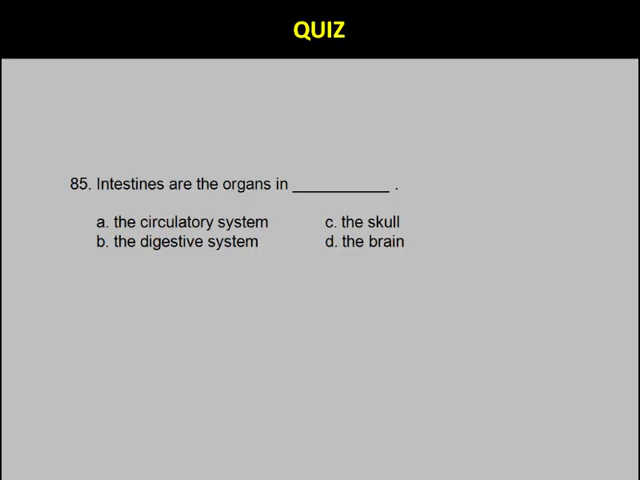 QUIZ
85. Intestines are the organs in ___________ .
a. the circulatory system c. the skull
b. the digestive system d. the brain